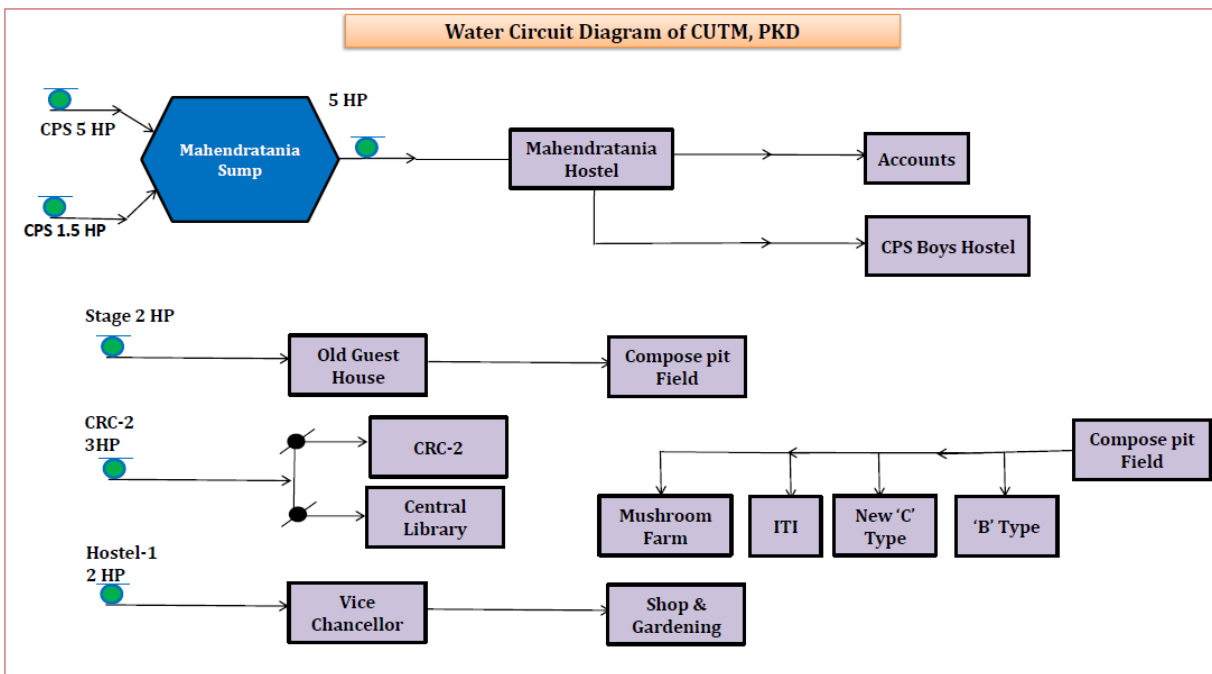 Water Circuit Diagram of CUTM, PKD
5 HP
CPS 5 HP
Mahendratania
Sump
Mahendratania
Hostel
Accounts
CPS 1.5 HP
CPS Boys Hostel
Stage 2 HP
Old Guest
House
Compose pit
Field
CRC-2
3HP
CRC-2
Compose pit
Field
Central
Library
Mushroom
Farm
ITI
New ‘C’
Type
‘B’ Type
Hostel-1
2 HP
Vice
Chancellor
Shop &
Gardening